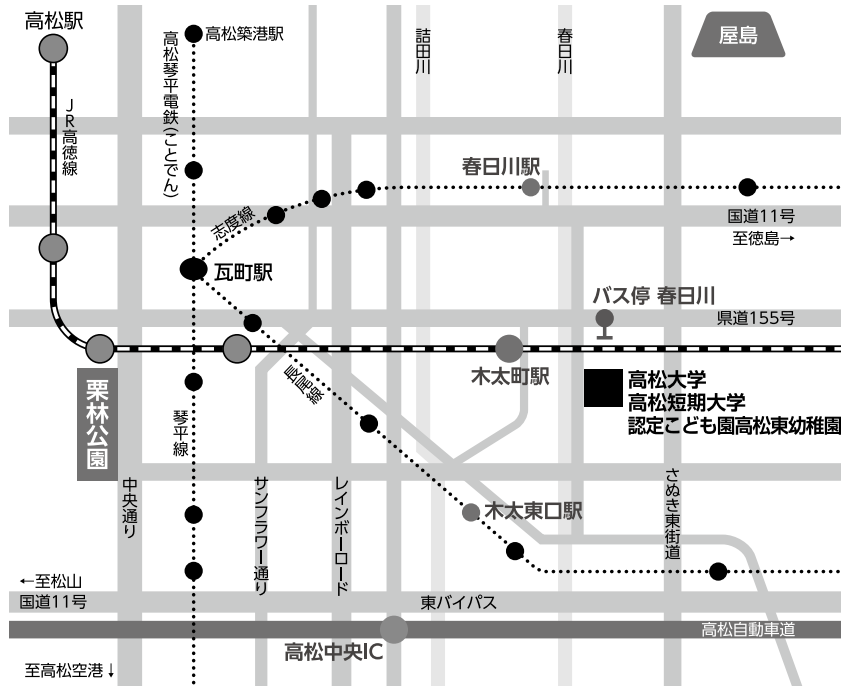 高松駅
高松築港駅
詰田川
春日川
屋島
高松琴平電鉄(ことでん)
JR高徳線
春日川駅
志度線
国道11号
至徳島→
瓦町駅
バス停 春日川
県道155号
木太町駅
高松大学
高松短期大学
認定こども園高松東幼稚園
栗林公園
長尾線
琴平線
中央通り
サンフラワー通り
レインボーロード
さぬき東街道
木太東口駅
←至松山
国道11号
東バイパス
高松自動車道
高松中央IC
至高松空港↓